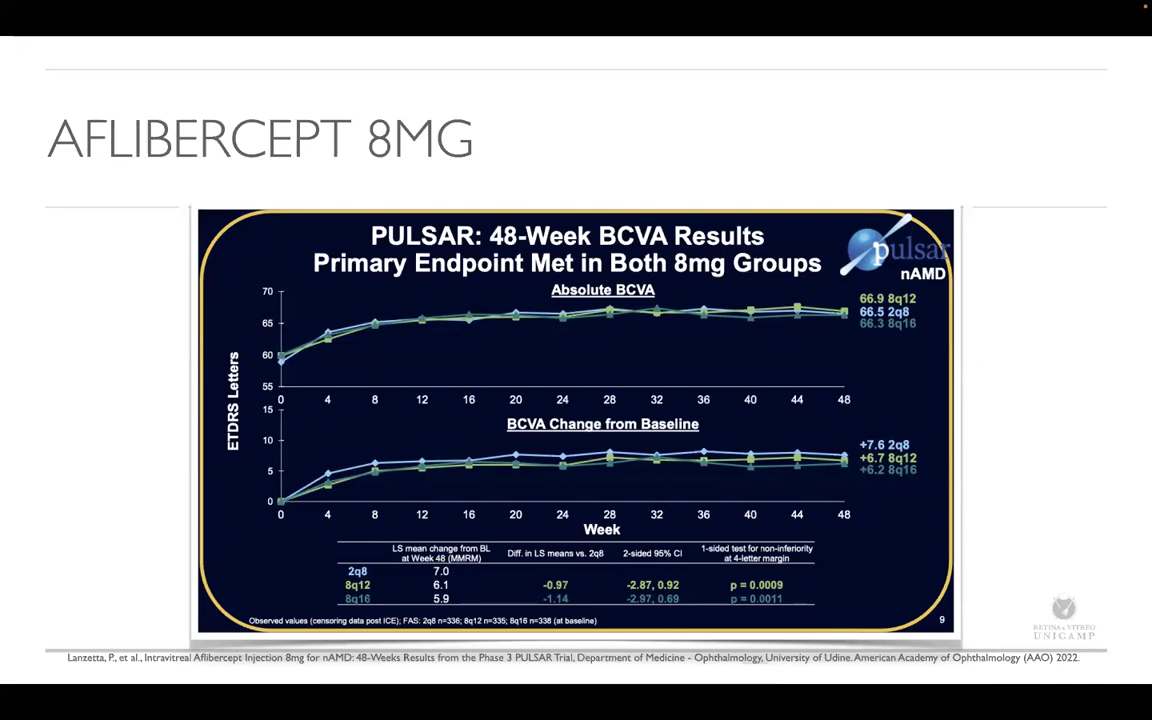 AFLIBERCEPT 8MG
PULSAR: 48-Week BCVA Results
Primary Endpoint Met in Both 8mg Groups
pulsar
nAMD
Absolute BCVA
70
65
60
55
0 4 8 12 16 20 24 28 32 36 40 44 48
66.9 8q12
66.5 2q8
66.3 8q16
ETDRS Letters
BCVA Change from Baseline
15
10
5
0
0 4 8 12 16 20 24 28 32 36 40 44 48
+7.6 2q8
+6.7 8q12
+6.2 8q16
Week
LS mean change from BL
at Week 48 (MMRM)
Diff. in LS means vs. 2q8
2-sided 95% CI
1-sided test for non-inferiority
at 4-letter margin
2q8 7.0
8q12 6.1 -0.97 -2.87, 0.92 p = 0.0009
8q16 5.9 -1.14 -2.97, 0.69 p = 0.0011
Observed values (censoring data post ICE); FAS: 2q8 n=336; 8q12 n=335; 8q16 n=338 (at baseline)
9
RETINA & VITREO
UNICAMP
Lanzetta, P., et al., Intravitreal Aflibercept Injection 8mg for nAMD: 48-Weeks Results from the Phase 3 PULSAR Trial, Department of Medicine - Ophthalmology, University of Udine. American Academy of Ophthalmology (AAO) 2022.